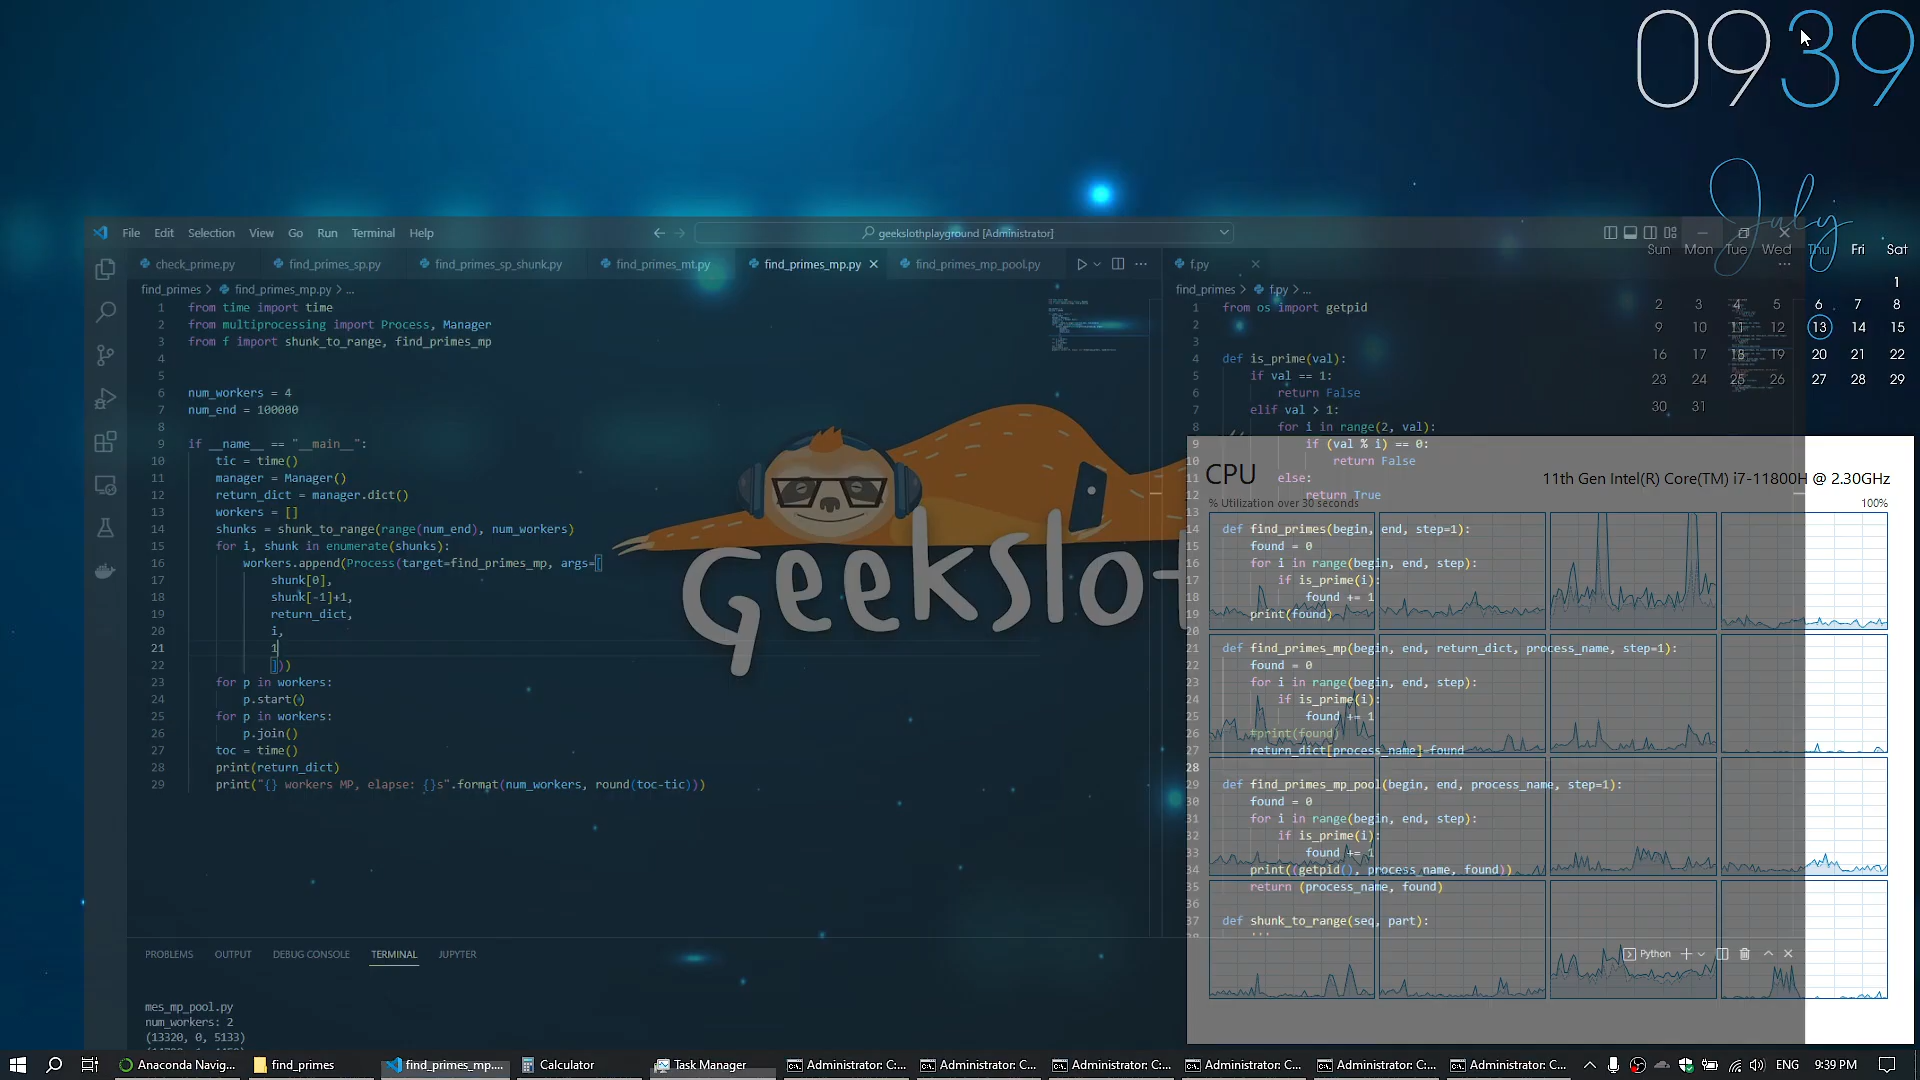 09 39
July
Sun Mon Tue Wed Thu Fri Sat
1
2 3 4 5 6 7 8
9 10 11 12 13 14 15
16 17 18 19 20 21 22
23 24 25 26 27 28 29
30 31
File Edit Selection View Go Run Terminal Help
geekslothplayground [Administrator]
check_prime.py find_primes_sp.py find_primes_sp_shunk.py find_primes_mt.py find_primes_mp.py find_primes_mp_pool.py
find_primes > find_primes_mp.py > ...
1 from time import time
2 from multiprocessing import Process, Manager
3 from f import shunk_to_range, find_primes_mp
4
5
6 num_workers = 4
7 num_end = 100000
8
9 if __name__ == "__main__":
10 tic = time()
11 manager = Manager()
12 return_dict = manager.dict()
13 workers = []
14 shunks = shunk_to_range(range(num_end), num_workers)
15 for i, shunk in enumerate(shunks):
16 workers.append(Process(target=find_primes_mp, args=[
17 shunk[0],
18 shunk[-1]+1,
19 return_dict,
20 i,
21 1
22 ]))
23 for p in workers:
24 p.start()
25 for p in workers:
26 p.join()
27 toc = time()
28 print(return_dict)
29 print("{} workers MP, elapse: {}s".format(num_workers, round(toc-tic)))
Geekslot
f.py
find_primes > f.py > ...
1 from os import getpid
2
3
4 def is_prime(val):
5 if val == 1:
6 return False
7 elif val > 1:
8 for i in range(2, val):
9 if (val % i) == 0:
10 return False
11 else:
12 return True
13
14 def find_primes(begin, end, step=1):
15 found = 0
16 for i in range(begin, end, step):
17 if is_prime(i):
18 found += 1
19 print(found)
20
21 def find_primes_mp(begin, end, return_dict, process_name, step=1):
22 found = 0
23 for i in range(begin, end, step):
24 if is_prime(i):
25 found += 1
26 #print(found)
27 return_dict[process_name]=found
28
29 def find_primes_mp_pool(begin, end, process_name, step=1):
30 found = 0
31 for i in range(begin, end, step):
32 if is_prime(i):
33 found += 1
34 print((getpid(), process_name, found))
35 return (process_name, found)
36
37 def shunk_to_range(seq, part):
'''
CPU
11th Gen Intel(R) Core(TM) i7-11800H @ 2.30GHz
% Utilization over 30 seconds
100%
PROBLEMS OUTPUT DEBUG CONSOLE TERMINAL JUPYTER
Python
mes_mp_pool.py
num_workers: 2
(13320, 0, 5133)
Anaconda Navig... find_primes find_primes_mp.... Calculator Task Manager Administrator: C:... Administrator: C:... Administrator: C:... Administrator: C... Administrator: C:... Administrator: C... ENG 9:39 PM